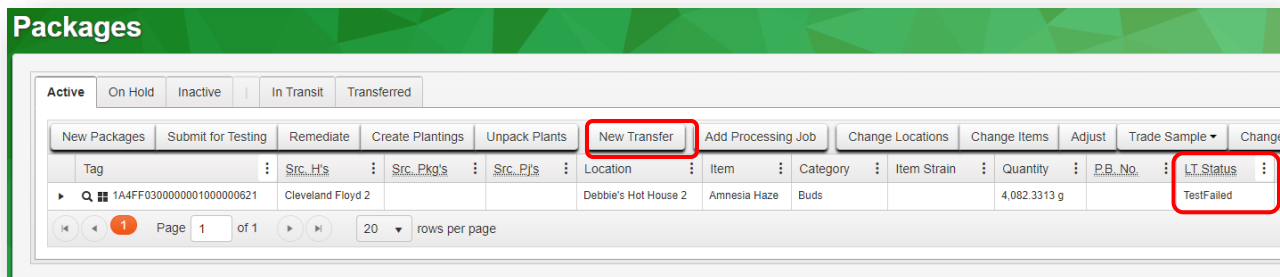 Packages
Active On Hold Inactive | In Transit Transferred
New Packages Submit for Testing Remediate Create Plantings Unpack Plants New Transfer Add Processing Job Change Locations Change Items Adjust Trade Sample Change
Tag Src. H's Src. Pkg's Src. Pj's Location Item Category Item Strain Quantity P.B. No. LT Status
1A4FF0300000001000000621 Cleveland Floyd 2 Debbie's Hot House 2 Amnesia Haze Buds 4,082.3313 g TestFailed
1 Page 1 of 1 20 rows per page